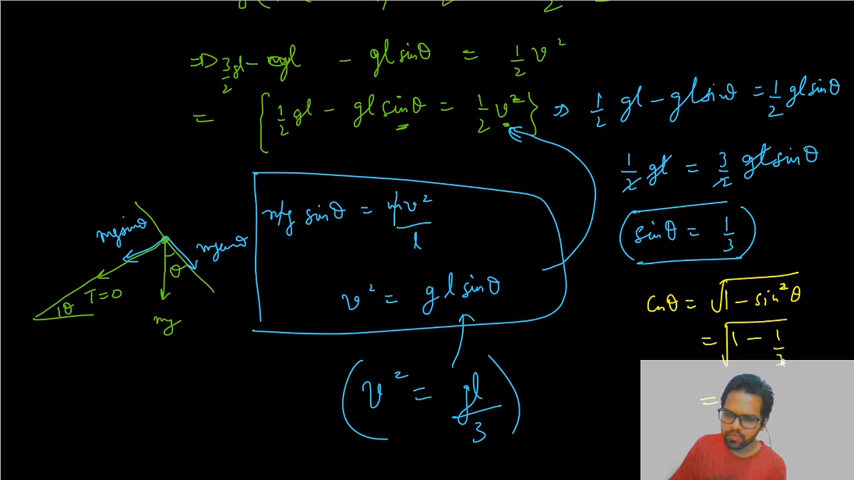 ⇒ 3/2 gl - mgl - gl sinθ = 1/2 v²
= { 1/2 gl - gl sinθ = 1/2 v² } ⇒ 1/2 gl - gl sinθ = 1/2 gl sinθ
1/2 gl = 3/2 gl sinθ
sinθ = 1/3
mg sinθ = mv²/l
v² = gl sinθ
v² = gl/3
mg sinθ
mg cosθ
θ
T=0
θ
mg
cosθ = √1 - sin²θ
= √1 - 1/3
=